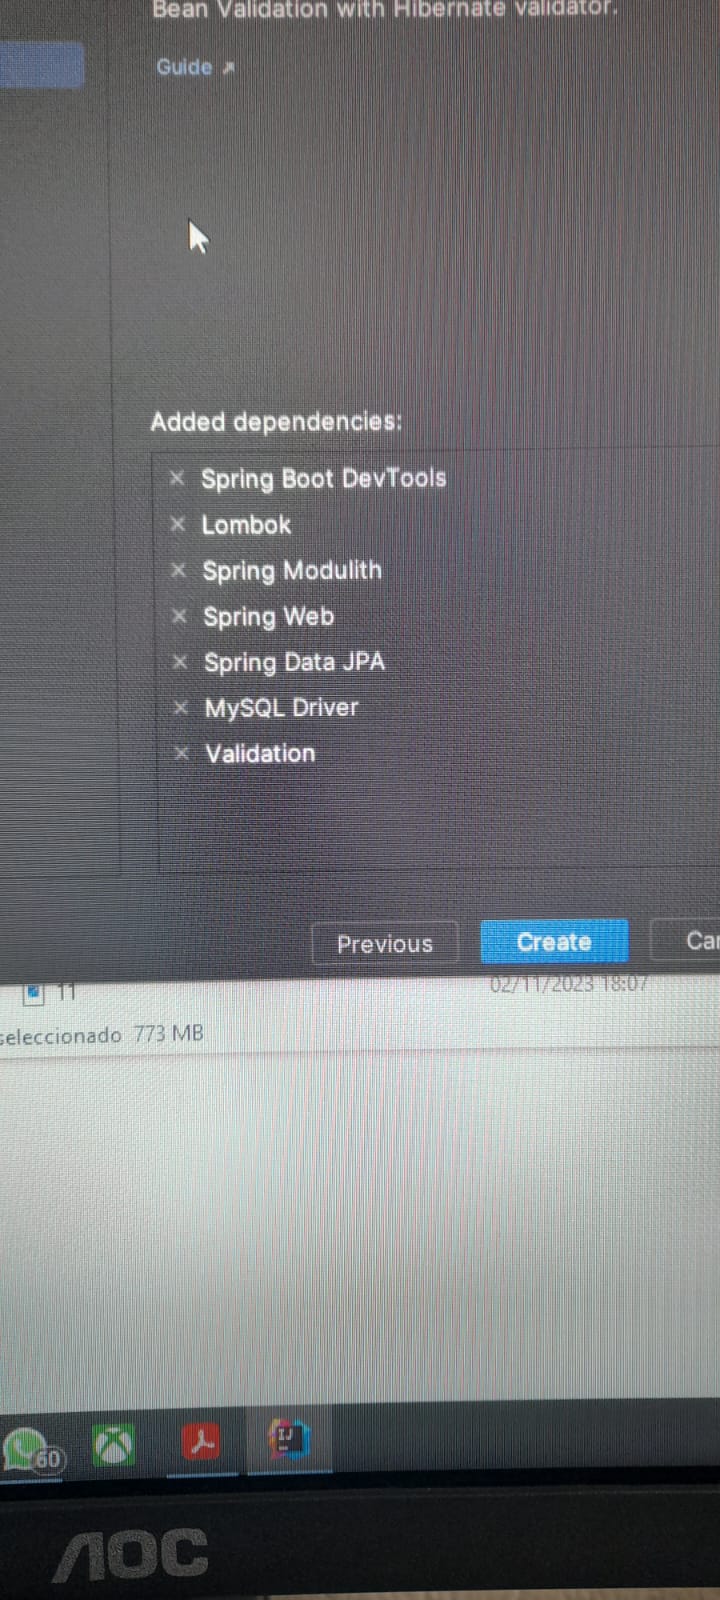 Bean Validation with Hibernate validator.
Guide ↗
Added dependencies:
× Spring Boot DevTools
× Lombok
× Spring Modulith
× Spring Web
× Spring Data JPA
× MySQL Driver
× Validation
Previous Create Can
11 02/11/2023 18:07
seleccionado 773 MB
60
IJ
AOC